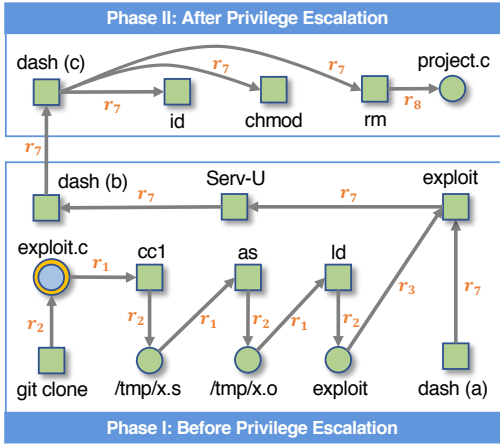 Phase II: After Privilege Escalation
dash (c)
project.c
r7
r7
r7
r8
id
chmod
rm
r7
dash (b)
Serv-U
exploit
r7
r7
exploit.c
cc1
as
ld
r1
r2
r1
r2
r1
r2
r3
r7
r2
git clone
/tmp/x.s
/tmp/x.o
exploit
dash (a)
Phase I: Before Privilege Escalation